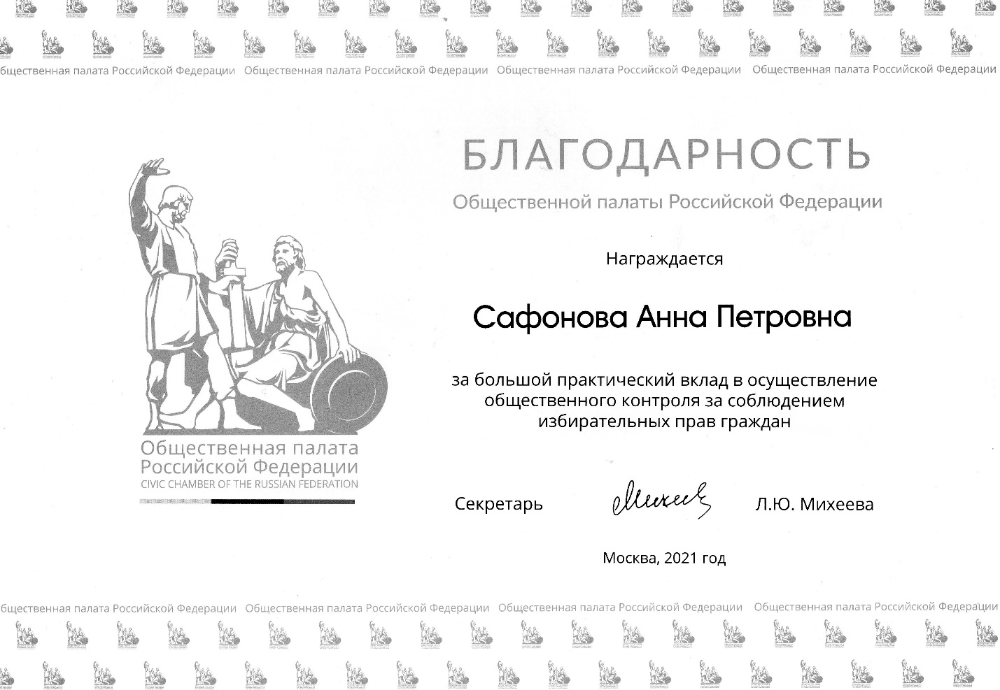 бщественная палата Российской Федерации Общественная палата Российской Федерации Общественная палата Российской Федерации Общественная палата Российской Федерации
БЛАГОДАРНОСТЬ
Общественной палаты Российской Федерации
Награждается
Сафонова Анна Петровна
за большой практический вклад в осуществление
общественного контроля за соблюдением
избирательных прав граждан
Общественная палата
Российской Федерации
CIVIC CHAMBER OF THE RUSSIAN FEDERATION
Секретарь Михеев Л.Ю. Михеева
Москва, 2021 год
бщественная палата Российской Федерации Общественная палата Российской Федерации Общественная палата Российской Федерации Общественная палата Российской Федерации